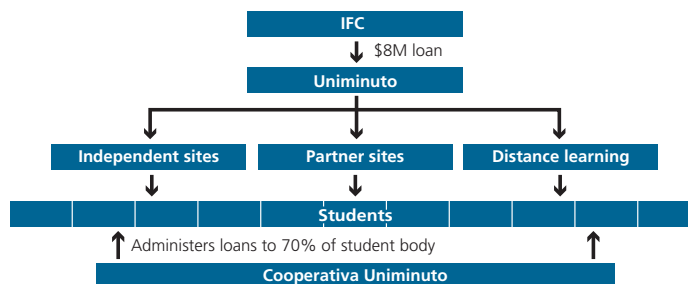 IFC
$8M loan
Uniminuto
Independent sites
Partner sites
Distance learning
Students
Administers loans to 70% of student body
Cooperativa Uniminuto